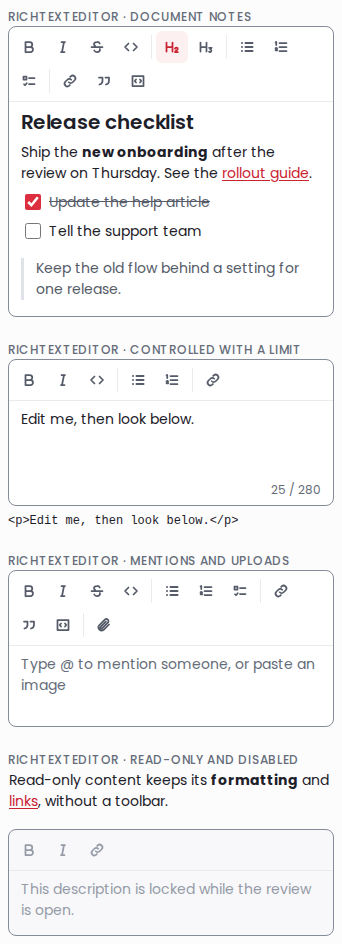 RICHTEXTEDITOR · DOCUMENT NOTES
B I S <> H2 H3
Release checklist
Ship the new onboarding after the
review on Thursday. See the rollout guide.
Update the help article
Tell the support team
Keep the old flow behind a setting for
one release.
RICHTEXTEDITOR · CONTROLLED WITH A LIMIT
B I <>
Edit me, then look below.
25 / 280
<p>Edit me, then look below.</p>
RICHTEXTEDITOR · MENTIONS AND UPLOADS
B I S <>
Type @ to mention someone, or paste an
image
RICHTEXTEDITOR · READ-ONLY AND DISABLED
Read-only content keeps its formatting and
links, without a toolbar.
B I
This description is locked while the review
is open.